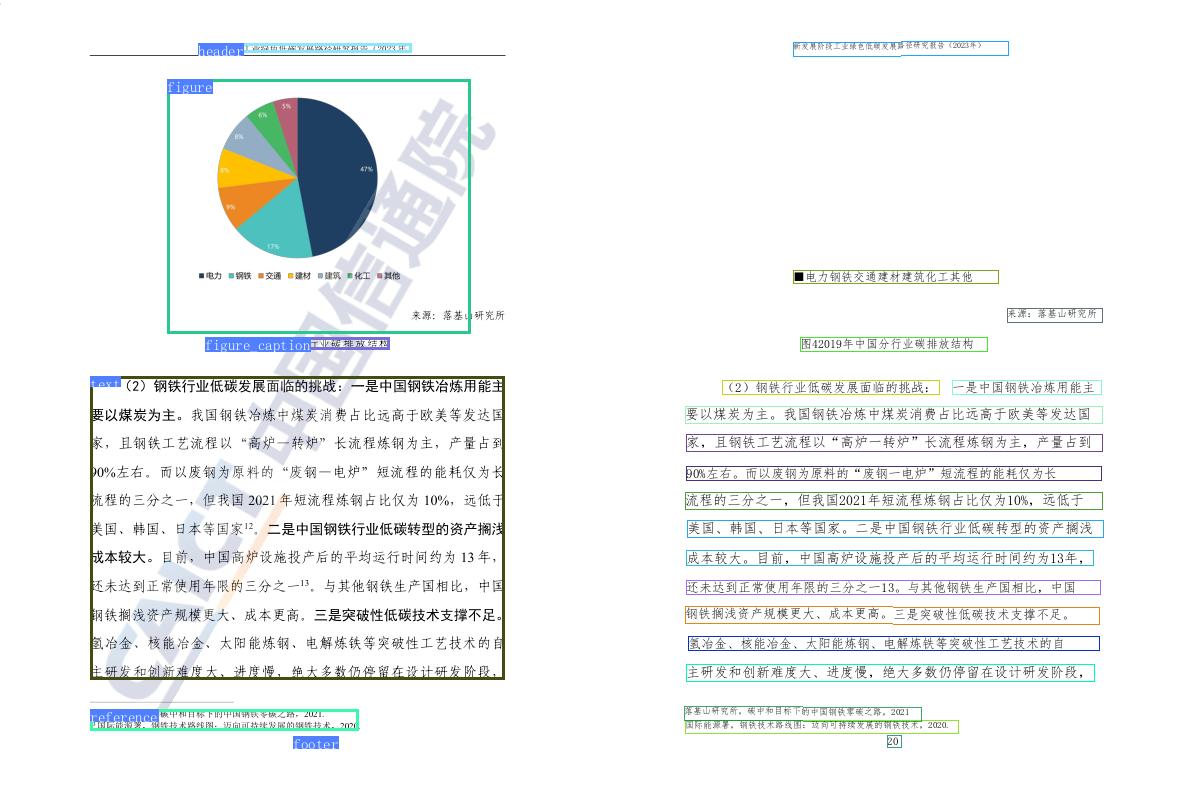 header
figure
5%
6%
8%
8%
9%
17%
47%
电力 钢铁 交通 建材 建筑 化工 其他
来源：落基山研究所
figure_caption 行业碳排放结构
text（2）钢铁行业低碳发展面临的挑战：一是中国钢铁冶炼用能主
要以煤炭为主。我国钢铁冶炼中煤炭消费占比远高于欧美等发达国
家，且钢铁工艺流程以“高炉—转炉”长流程炼钢为主，产量占到
90%左右。而以废钢为原料的“废钢—电炉”短流程的能耗仅为长
流程的三分之一，但我国 2021 年短流程炼钢占比仅为 10%，远低于
美国、韩国、日本等国家12。二是中国钢铁行业低碳转型的资产搁浅
成本较大。目前，中国高炉设施投产后的平均运行时间约为 13 年，
还未达到正常使用年限的三分之一13。与其他钢铁生产国相比，中国
钢铁搁浅资产规模更大、成本更高。三是突破性低碳技术支撑不足。
氢冶金、核能冶金、太阳能炼钢、电解炼铁等突破性工艺技术的自
主研发和创新难度大、进度慢，绝大多数仍停留在设计研发阶段，
reference 碳中和目标下的中国钢铁零碳之路，2021.
国际能源署，钢铁技术路线图：迈向可持续发展的钢铁技术，2020.
footer
CAICT 中国信通院
新发展阶段工业绿色低碳发展路径研究报告（2023年）
■电力钢铁交通建材建筑化工其他
来源：落基山研究所
图42019年中国分行业碳排放结构
（2）钢铁行业低碳发展面临的挑战： 一是中国钢铁冶炼用能主
要以煤炭为主。我国钢铁冶炼中煤炭消费占比远高于欧美等发达国
家，且钢铁工艺流程以“高炉一转炉”长流程炼钢为主，产量占到
90%左右。而以废钢为原料的“废钢一电炉”短流程的能耗仅为长
流程的三分之一，但我国2021年短流程炼钢占比仅为10%，远低于
美国、韩国、日本等国家。二是中国钢铁行业低碳转型的资产搁浅
成本较大。目前，中国高炉设施投产后的平均运行时间约为13年，
还未达到正常使用年限的三分之一13。与其他钢铁生产国相比，中国
钢铁搁浅资产规模更大、成本更高。三是突破性低碳技术支撑不足。
氢冶金、核能冶金、太阳能炼钢、电解炼铁等突破性工艺技术的自
主研发和创新难度大、进度慢，绝大多数仍停留在设计研发阶段，
落基山研究所，碳中和目标下的中国钢铁零碳之路，2021
国际能源署，钢铁技术路线图：迈向可持续发展的钢铁技术，2020.
20